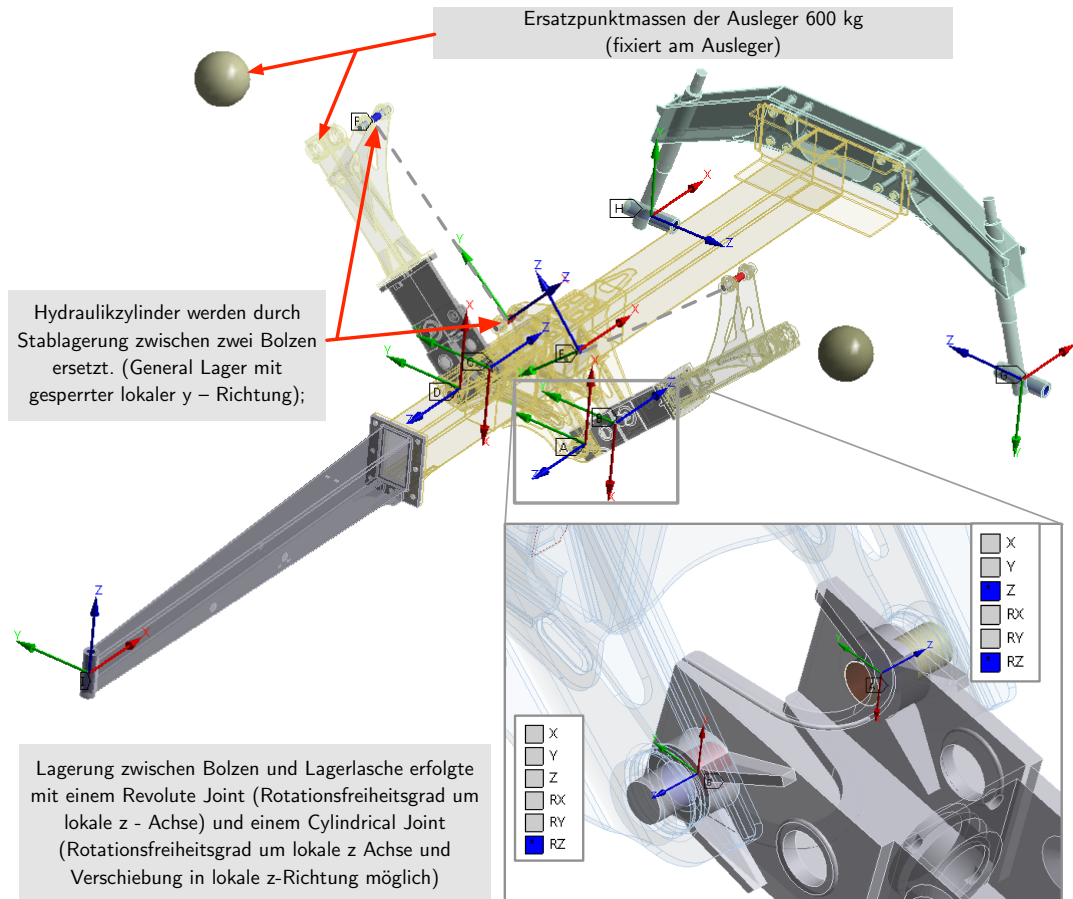 Ersatzpunktmassen der Ausleger 600 kg
(fixiert am Ausleger)
Hydraulikzylinder werden durch
Stablagerung zwischen zwei Bolzen
ersetzt. (General Lager mit
gesperrter lokaler y – Richtung);
Y
X
Z
H
Z
Y
X
Z
Z
X
Y
Z
D
Z
X
Y
Z
X
A
B
Z
X
Z
G
Y
Z
Y
X
X
Y
Z
RX
RY
RZ
Z
X
Y
Z
RX
RY
RZ
Lagerung zwischen Bolzen und Lagerlasche erfolgte
mit einem Revolute Joint (Rotationsfreiheitsgrad um
lokale z - Achse) und einem Cylindrical Joint
(Rotationsfreiheitsgrad um lokale z Achse und
Verschiebung in lokale z-Richtung möglich)